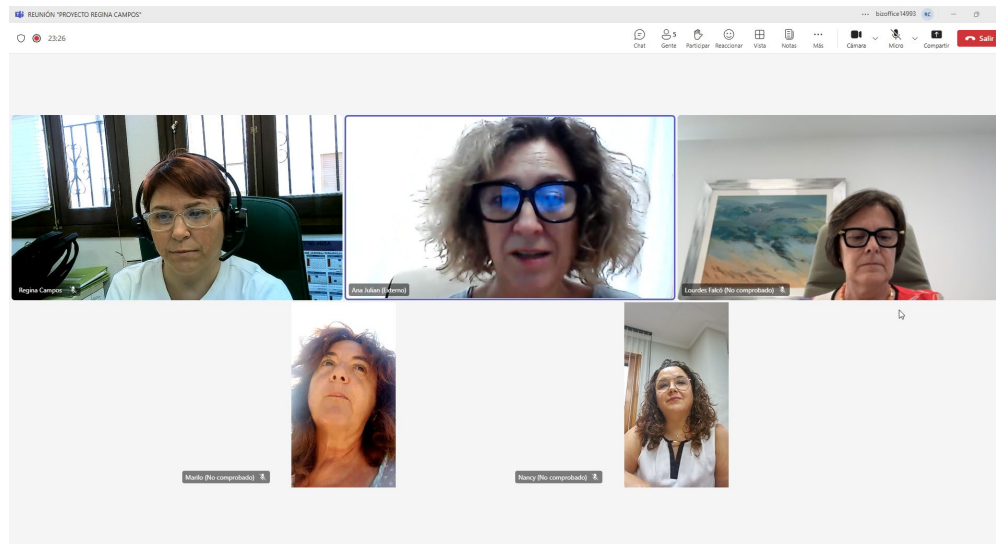 REUNIÓN "PROYECTO REGINA CAMPOS"
bizoffice14993
RC
23:26
Chat
5
Gente
Participar
Reaccionar
Vista
Notas
Más
Cámara
Micro
Compartir
Salir
Regina Campos
Ana Julian (Externo)
Lourdes Falcó (No comprobado)
Marilo (No comprobado)
Nancy (No comprobado)